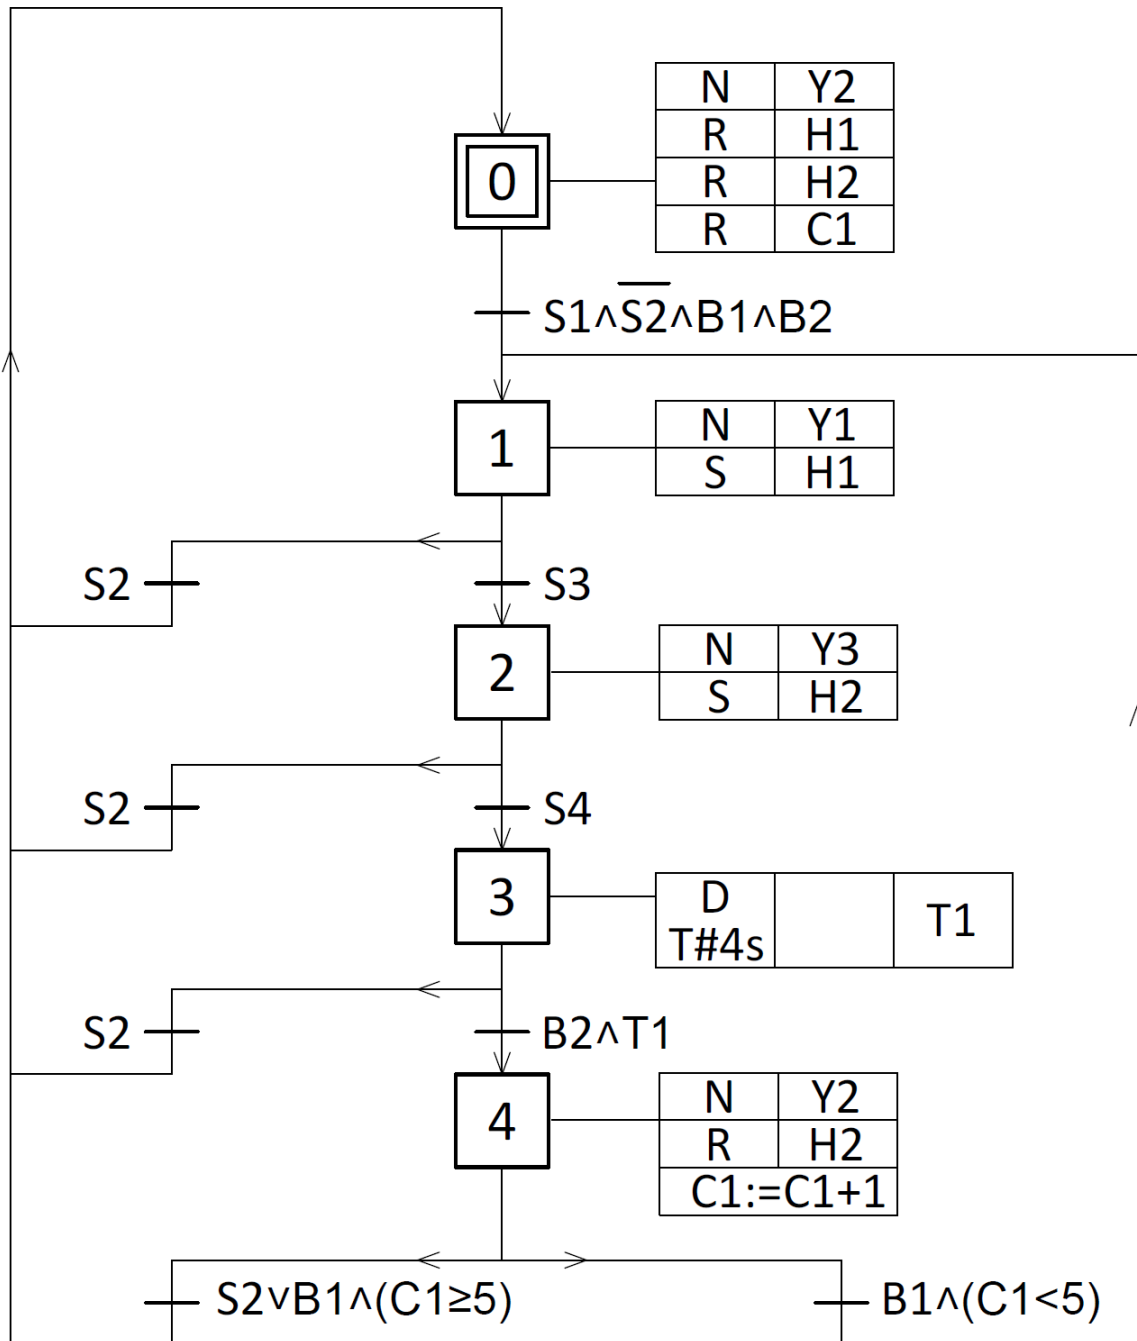 N Y2
R H1
0
R H2
R C1
S1∧S̅2̅∧B1∧B2
N Y1
1
S H1
S2 S3
N Y3
2
S H2
S2 S4
3
D
T#4s
T1
S2 B2∧T1
N Y2
4
R H2
C1:=C1+1
S2∨B1∧(C1≥5) B1∧(C1<5)